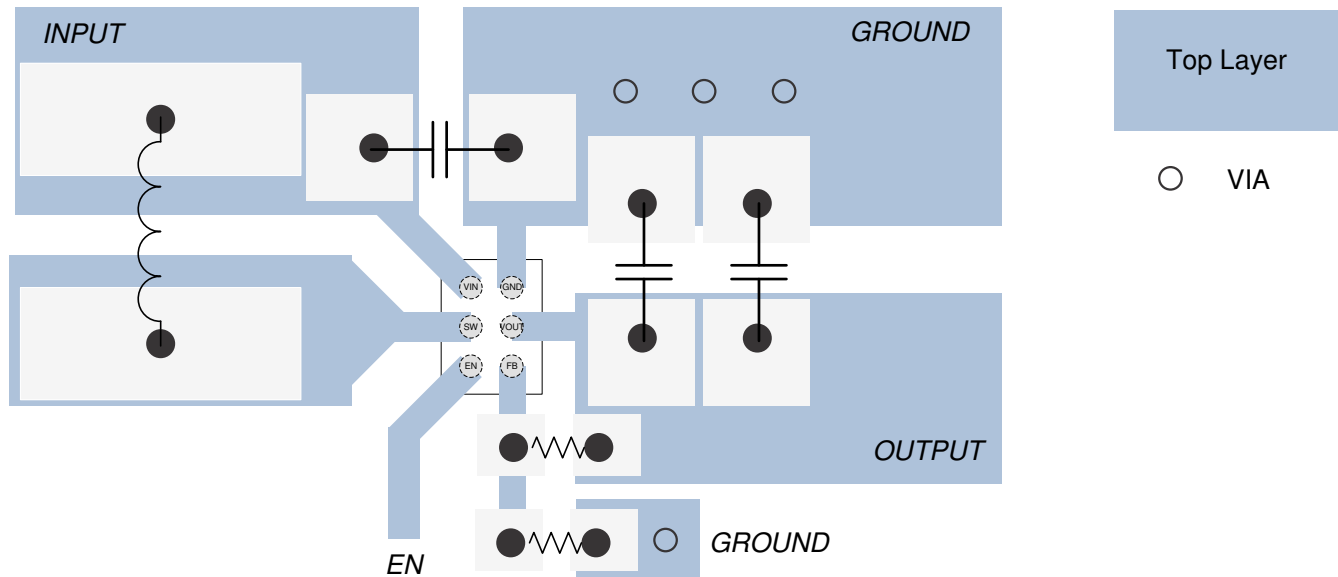 INPUT
GROUND
Top Layer
VIA
VIN
GND
SW
VOUT
EN
FB
OUTPUT
GROUND
EN